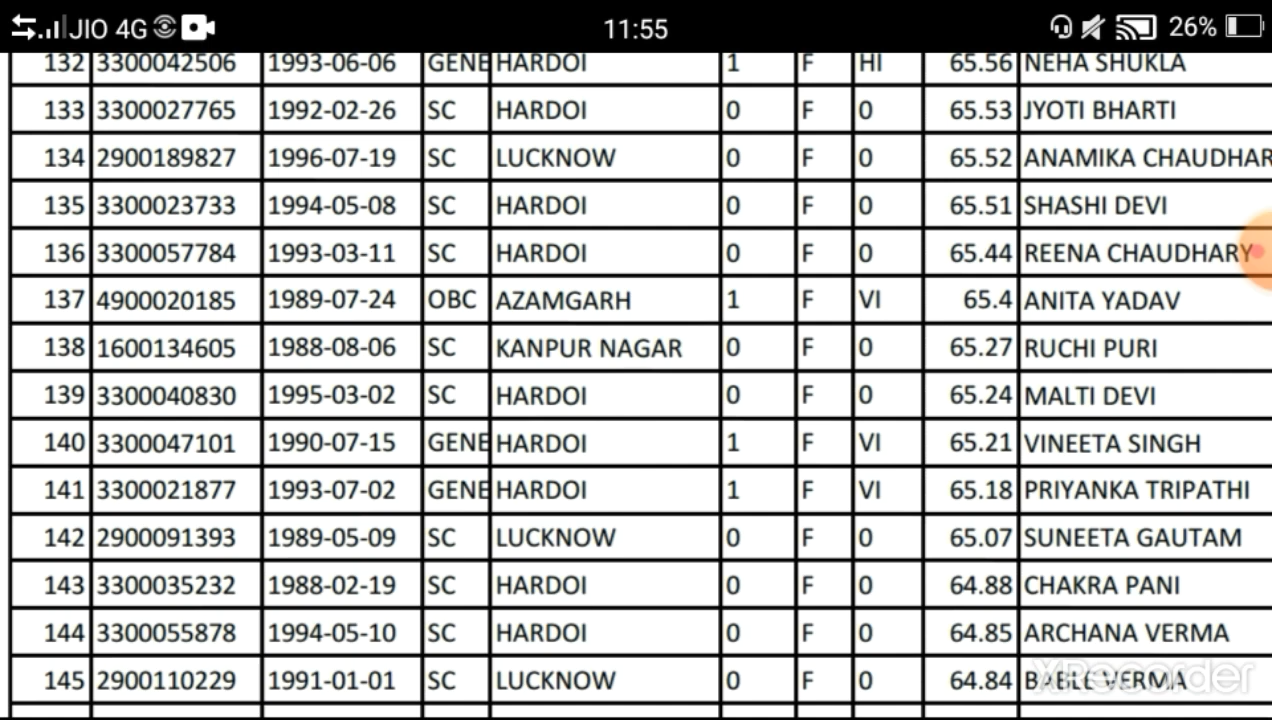 JIO 4G 11:55 26%
132 3300042506 1993-06-06 GENE HARDOI 1 F HI 65.56 NEHA SHUKLA
133 3300027765 1992-02-26 SC HARDOI 0 F 0 65.53 JYOTI BHARTI
134 2900189827 1996-07-19 SC LUCKNOW 0 F 0 65.52 ANAMIKA CHAUDHAR
135 3300023733 1994-05-08 SC HARDOI 0 F 0 65.51 SHASHI DEVI
136 3300057784 1993-03-11 SC HARDOI 0 F 0 65.44 REENA CHAUDHARY
137 4900020185 1989-07-24 OBC AZAMGARH 1 F VI 65.4 ANITA YADAV
138 1600134605 1988-08-06 SC KANPUR NAGAR 0 F 0 65.27 RUCHI PURI
139 3300040830 1995-03-02 SC HARDOI 0 F 0 65.24 MALTI DEVI
140 3300047101 1990-07-15 GENE HARDOI 1 F VI 65.21 VINEETA SINGH
141 3300021877 1993-07-02 GENE HARDOI 1 F VI 65.18 PRIYANKA TRIPATHI
142 2900091393 1989-05-09 SC LUCKNOW 0 F 0 65.07 SUNEETA GAUTAM
143 3300035232 1988-02-19 SC HARDOI 0 F 0 64.88 CHAKRA PANI
144 3300055878 1994-05-10 SC HARDOI 0 F 0 64.85 ARCHANA VERMA
145 2900110229 1991-01-01 SC LUCKNOW 0 F 0 64.84 BABLE VERMA
XRecorder